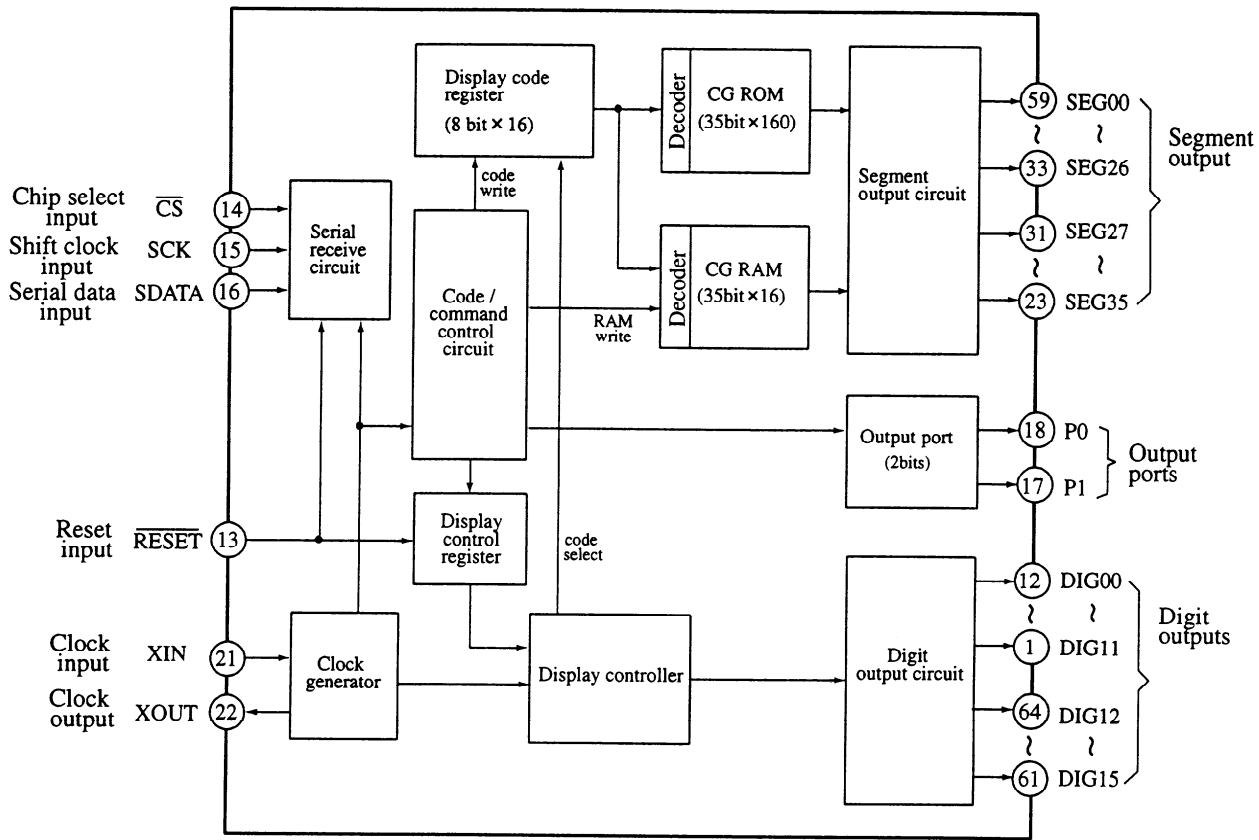 Chip select
input
CS
14
Shift clock
input
SCK
15
Serial data
input
SDATA
16
Serial
receive
circuit
Display code
register
(8 bit × 16)
code
write
Code /
command
control
circuit
RAM
write
Decoder
CG ROM
(35bit×160)
Decoder
CG RAM
(35bit×16)
Segment
output circuit
59 SEG00
~ ~
33 SEG26
31 SEG27
~ ~
23 SEG35
Segment
output
Output port
(2bits)
18 P0
17 P1
Output
ports
Reset
input
RESET
13
Display
control
register
code
select
Clock
input
XIN
21
Clock
output
XOUT
22
Clock
generator
Display controller
Digit
output circuit
12 DIG00
~ ~
1 DIG11
64 DIG12
~ ~
61 DIG15
Digit
outputs